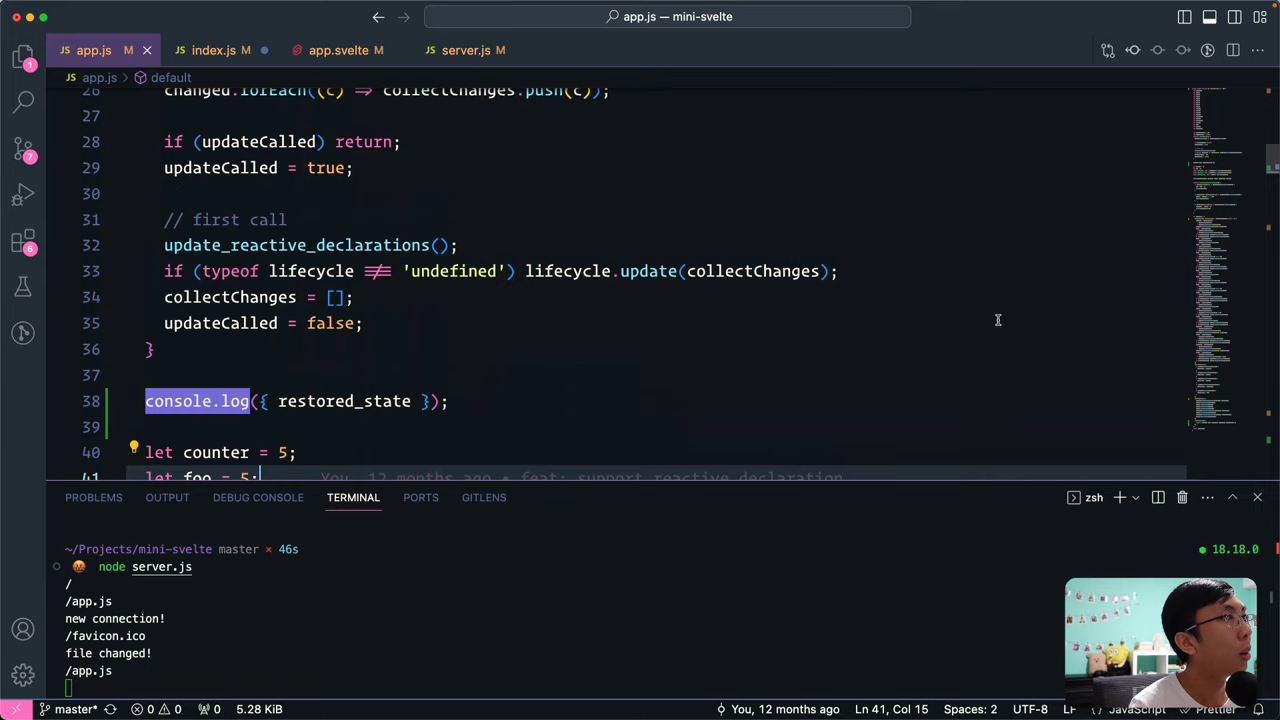 app.js — mini-svelte
JS app.js M
JS index.js M
app.svelte M
JS server.js M
JS app.js > default
26 changed.forEach((c) => collectChanges.push(c));
27
28 if (updateCalled) return;
29 updateCalled = true;
30
31 // first call
32 update_reactive_declarations();
33 if (typeof lifecycle !== 'undefined') lifecycle.update(collectChanges);
34 collectChanges = [];
35 updateCalled = false;
36 }
37
38 console.log({ restored_state });
39
40 let counter = 5;
41 let foo = 5; You, 12 months ago • feat: support reactive declaration
1
7
6
PROBLEMS OUTPUT DEBUG CONSOLE TERMINAL PORTS GITLENS
zsh
~/Projects/mini-svelte master × 46s
18.18.0
node server.js
/
/app.js
new connection!
/favicon.ico
file changed!
/app.js
master* 0 0 0 5.28 KiB You, 12 months ago Ln 41, Col 15 Spaces: 2 UTF-8 LF { } JavaScript Prettier